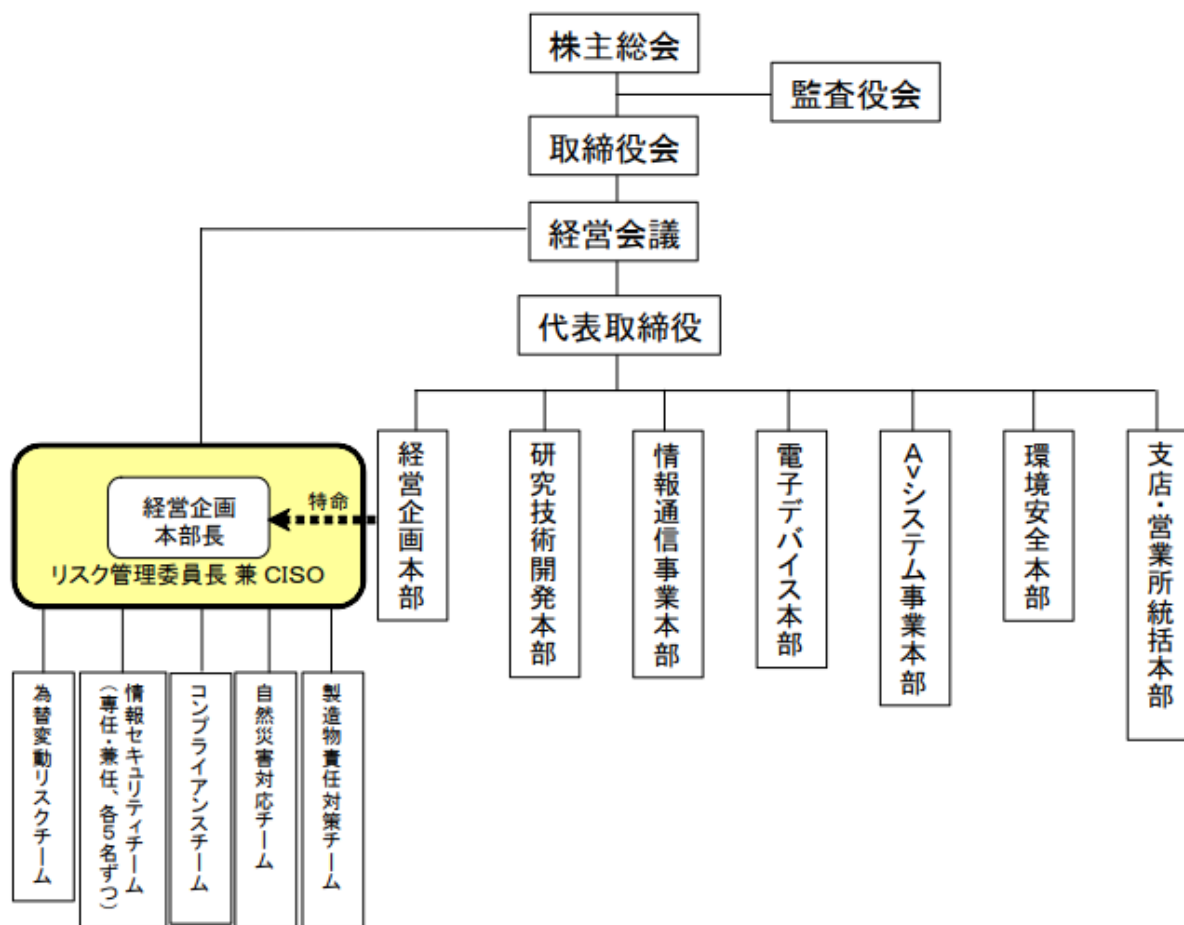 株主総会
監査役会
取締役会
経営会議
代表取締役
経営企画本部
研究技術開発本部
情報通信事業本部
電子デバイス本部
AVシステム事業本部
環境安全本部
支店・営業所統括本部
特命
経営企画
本部長
リスク管理委員長 兼 CISO
為替変動リスクチーム
情報セキュリティチーム
(専任・兼任、各5名ずつ)
コンプライアンスチーム
自然災害対応チーム
製造物責任対策チーム